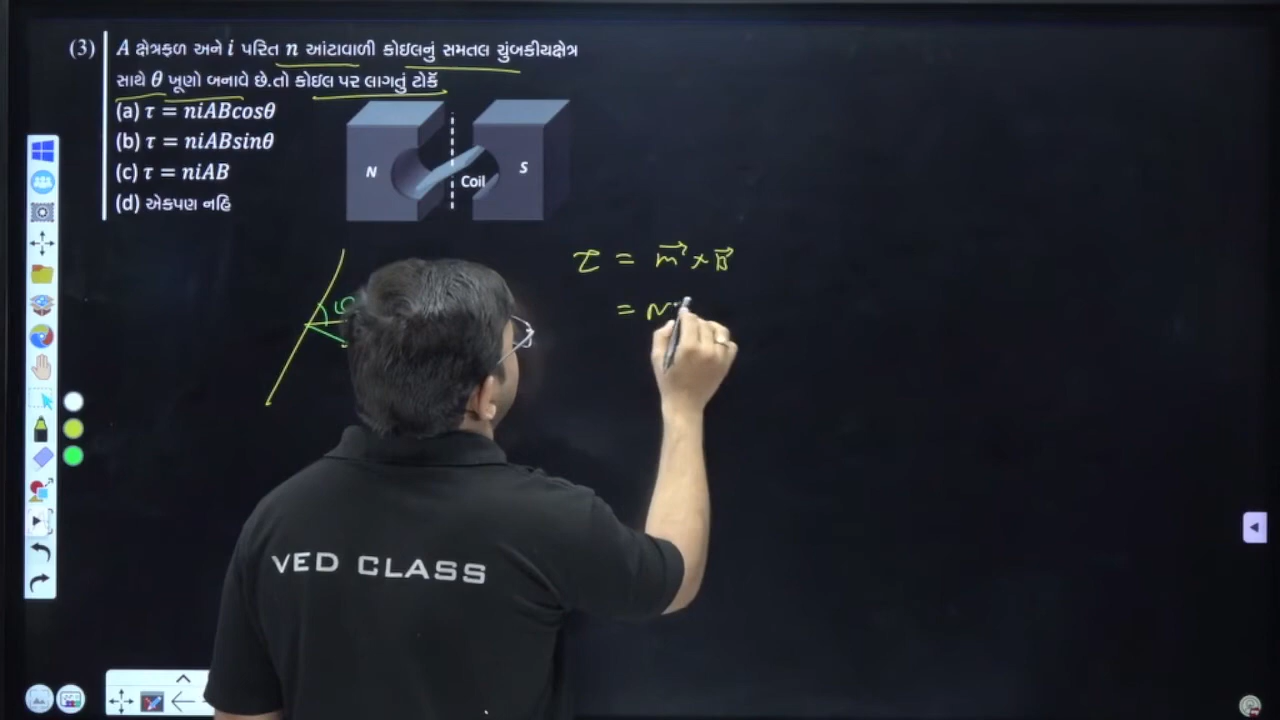 (3) A ક્ષેત્રફળ અને i પરિત n આંટાવાળી કોઇલનું સમતલ ચુંબકીયક્ષેત્ર
સાથે θ ખૂણો બનાવે છે.તો કોઇલ પર લાગતું ટોર્ક
(a) τ = niABcosθ
(b) τ = niABsinθ
(c) τ = niAB
(d) એકપણ નહિ
N
Coil
S
τ = m⃗ × B⃗
= N
VED CLASS